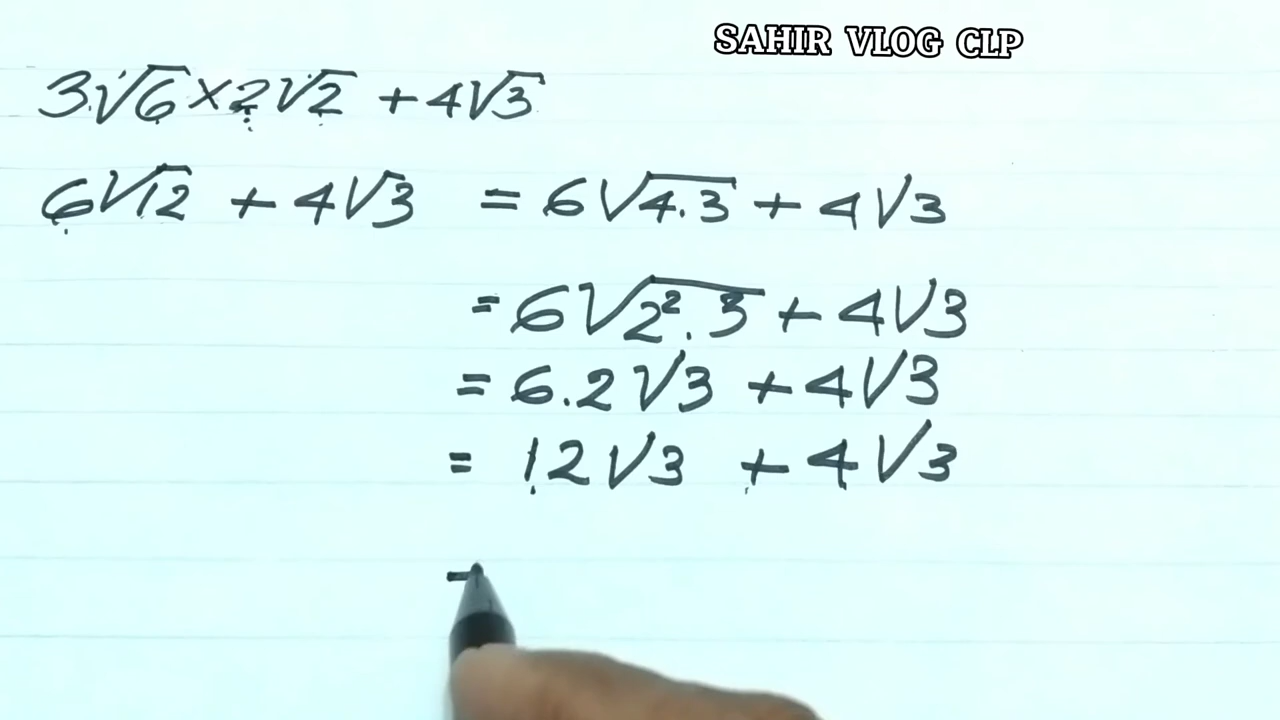 SAHIR VLOG CLP
3√6 × 2√2 + 4√3
6√12 + 4√3 = 6√4.3 + 4√3
= 6√2².3 + 4√3
= 6.2√3 + 4√3
= 12√3 + 4√3